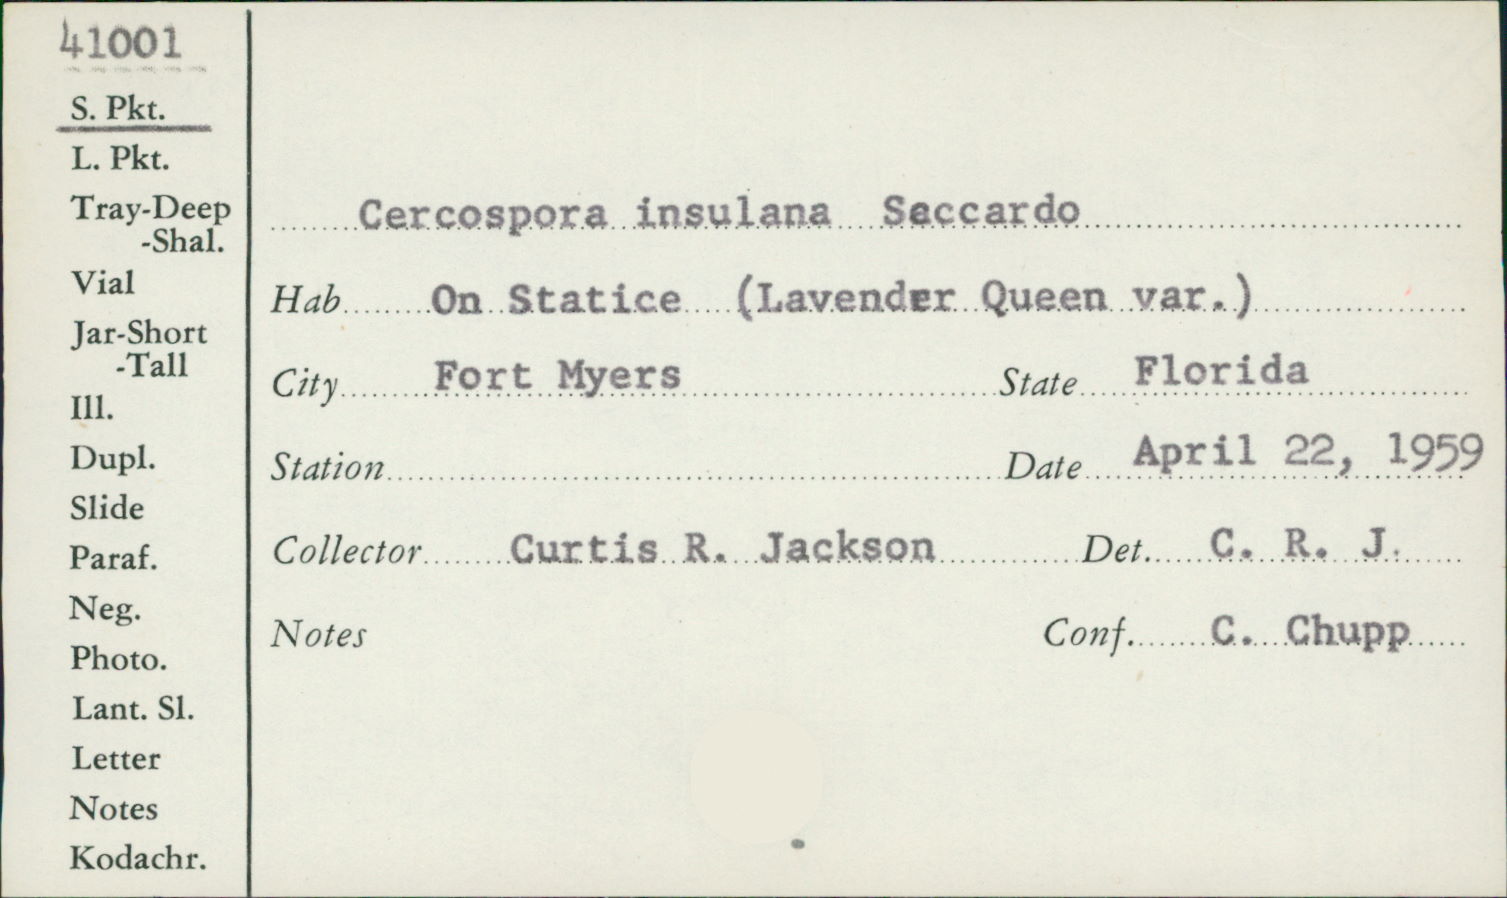 41001
S. Pkt.
L. Pkt.
Tray-Deep
-Shal.
Vial
Jar-Short
-Tall
Ill.
Dupl.
Slide
Paraf.
Neg.
Photo.
Lant. Sl.
Letter
Notes
Kodachr.
Cercospora insulana Saccardo
Hab. On Statice (Lavender Queen var.)
City Fort Myers State Florida
Station Date April 22, 1959
Collector Curtis R. Jackson Det. C. R. J.
Notes Conf. C. Chupp